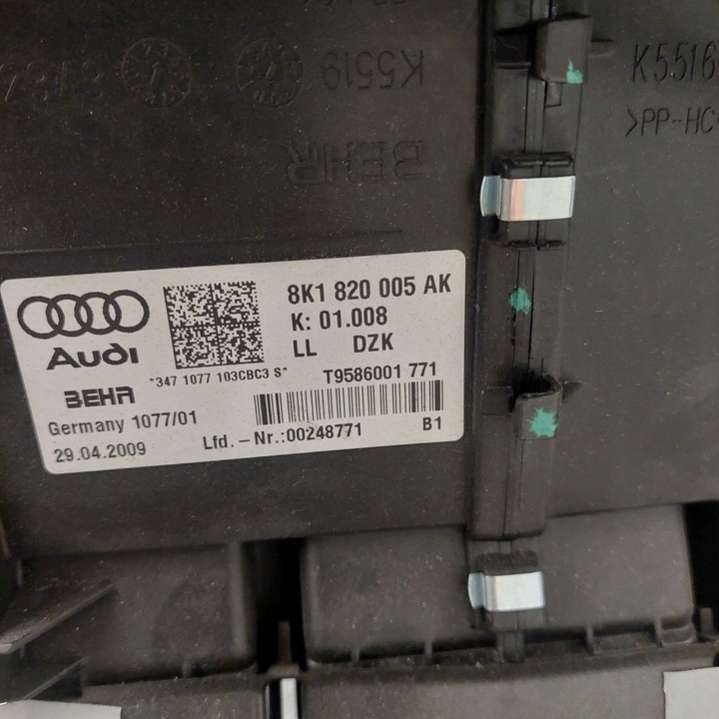 K5519
K5516
>PP-HC
BEHR
Audi
8K1 820 005 AK
K: 01.008
LL DZK
"347 1077 103CBC3 S"
T9586001 771
BEHR
Germany 1077/01
29.04.2009
Lfd.-Nr.:00248771
B1